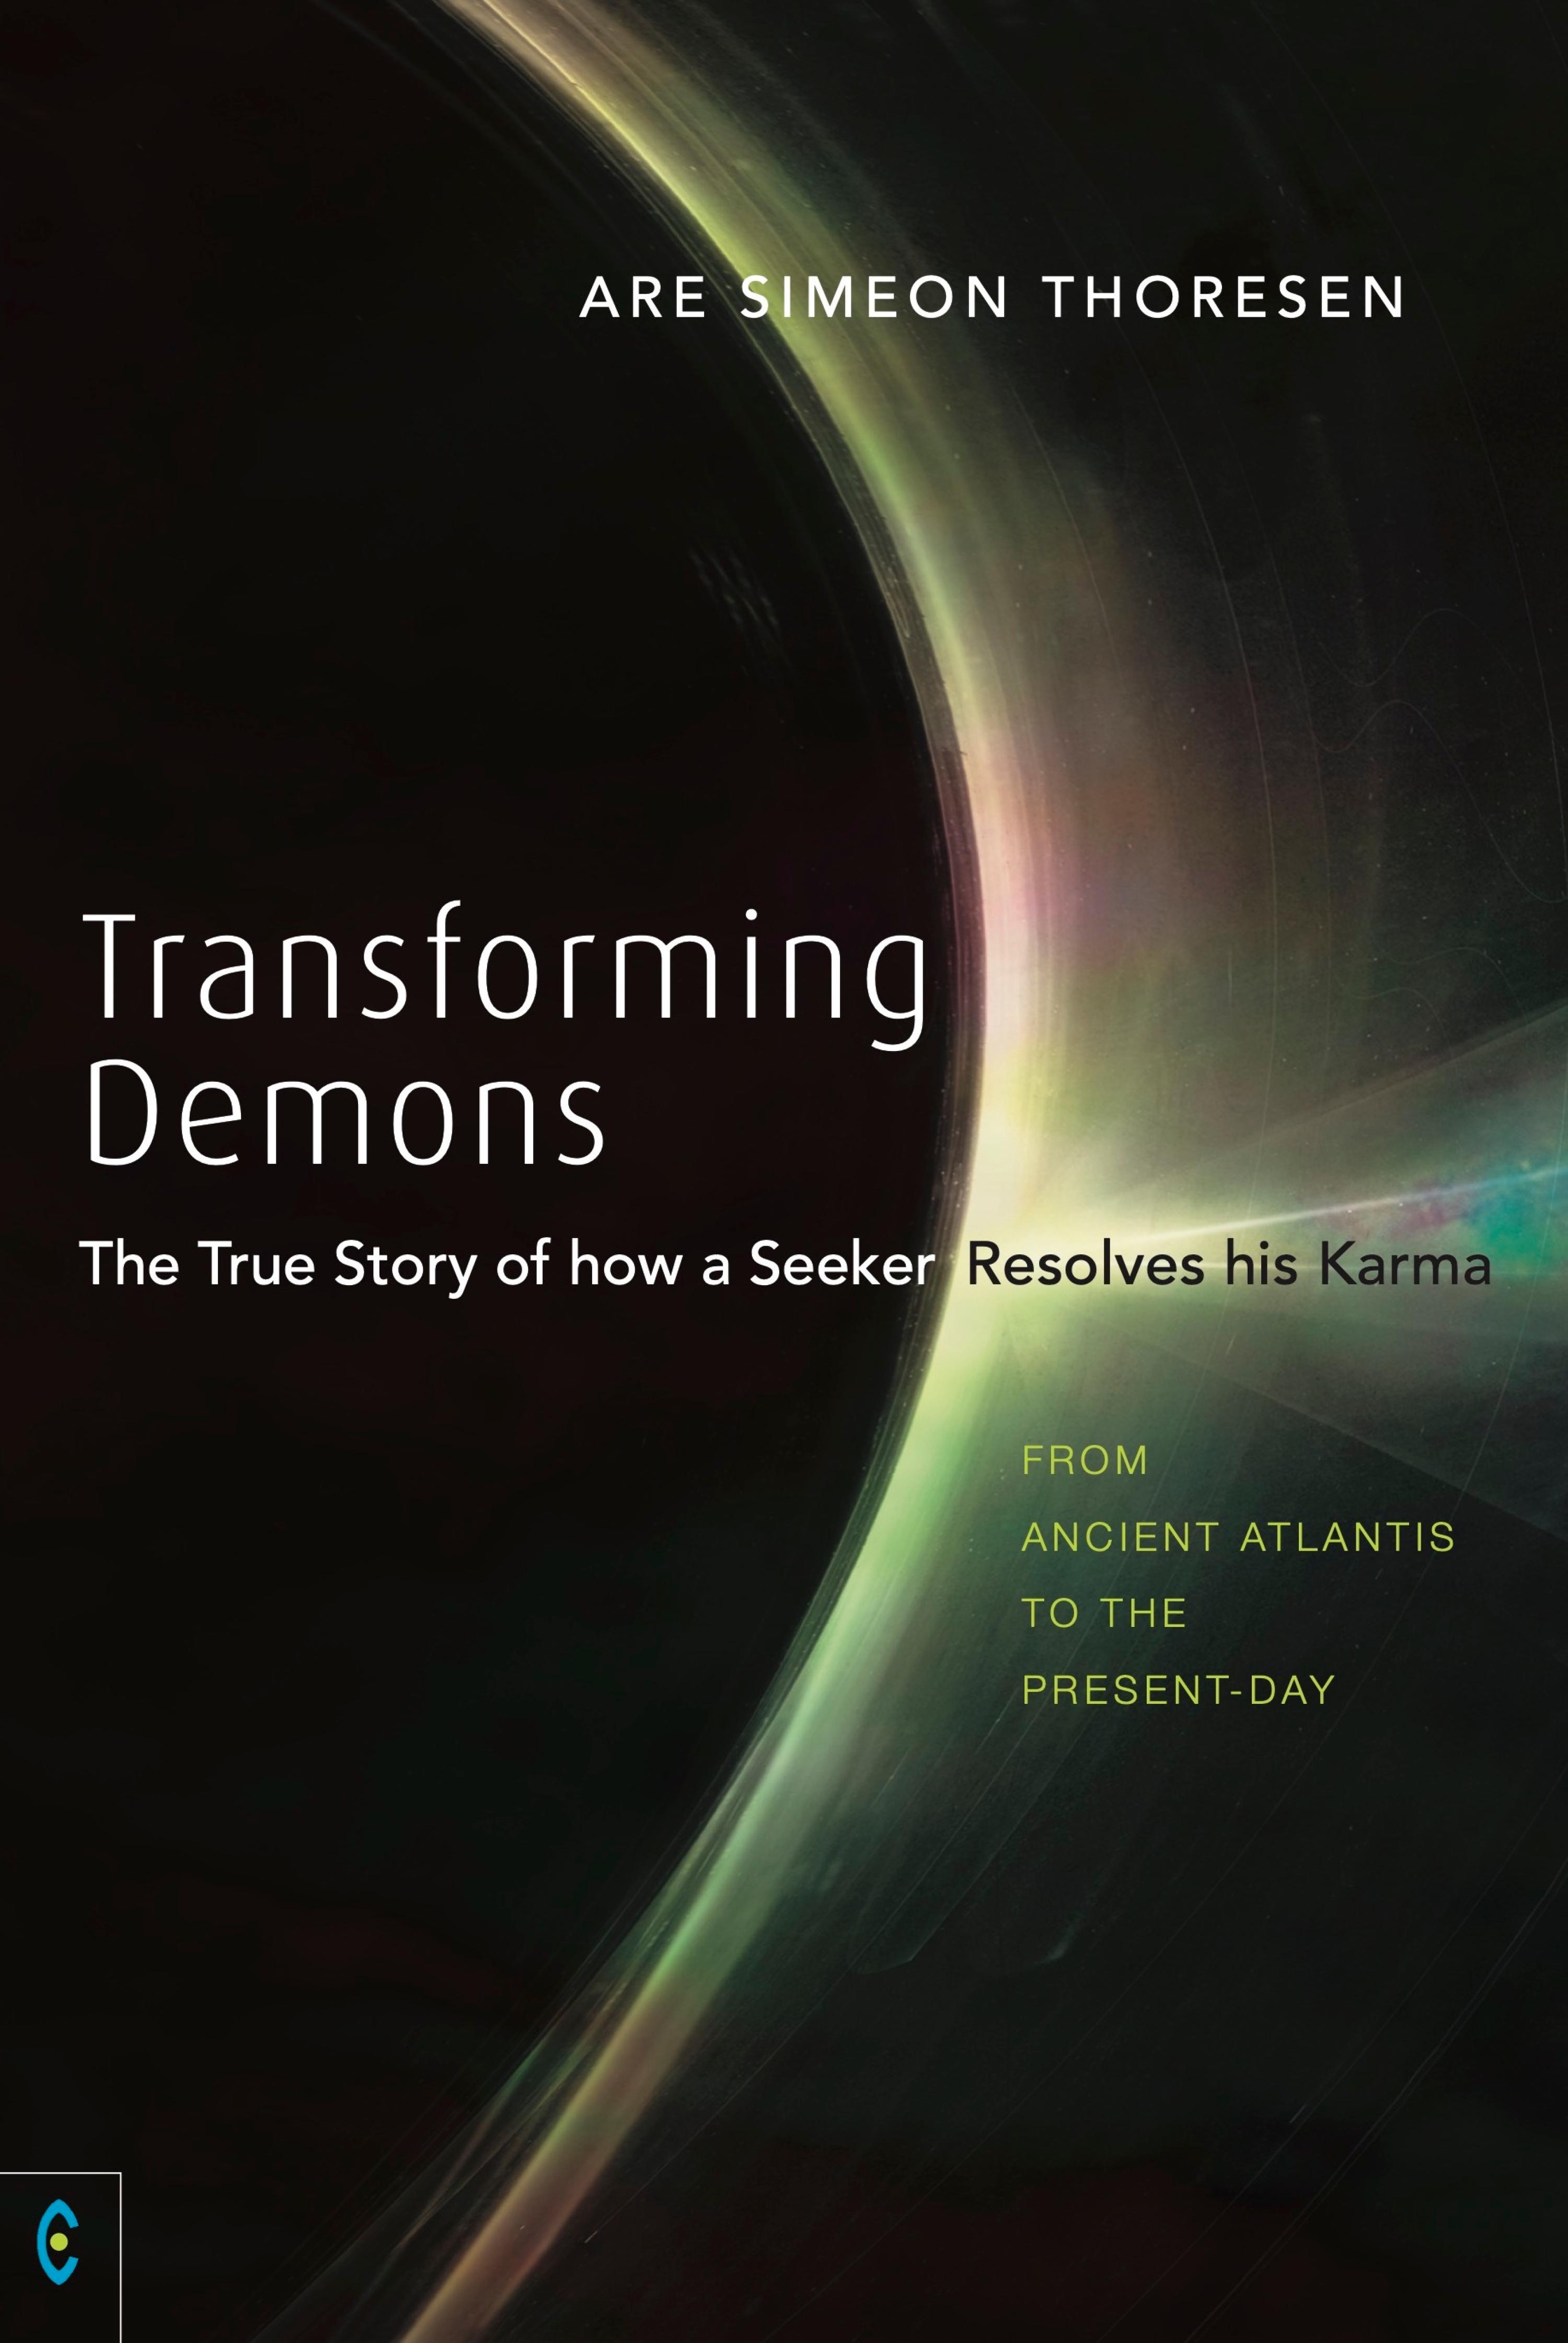 ARE SIMEON THORESEN
Transforming
Demons
The True Story of how a Seeker Resolves his Karma
FROM
ANCIENT ATLANTIS
TO THE
PRESENT-DAY